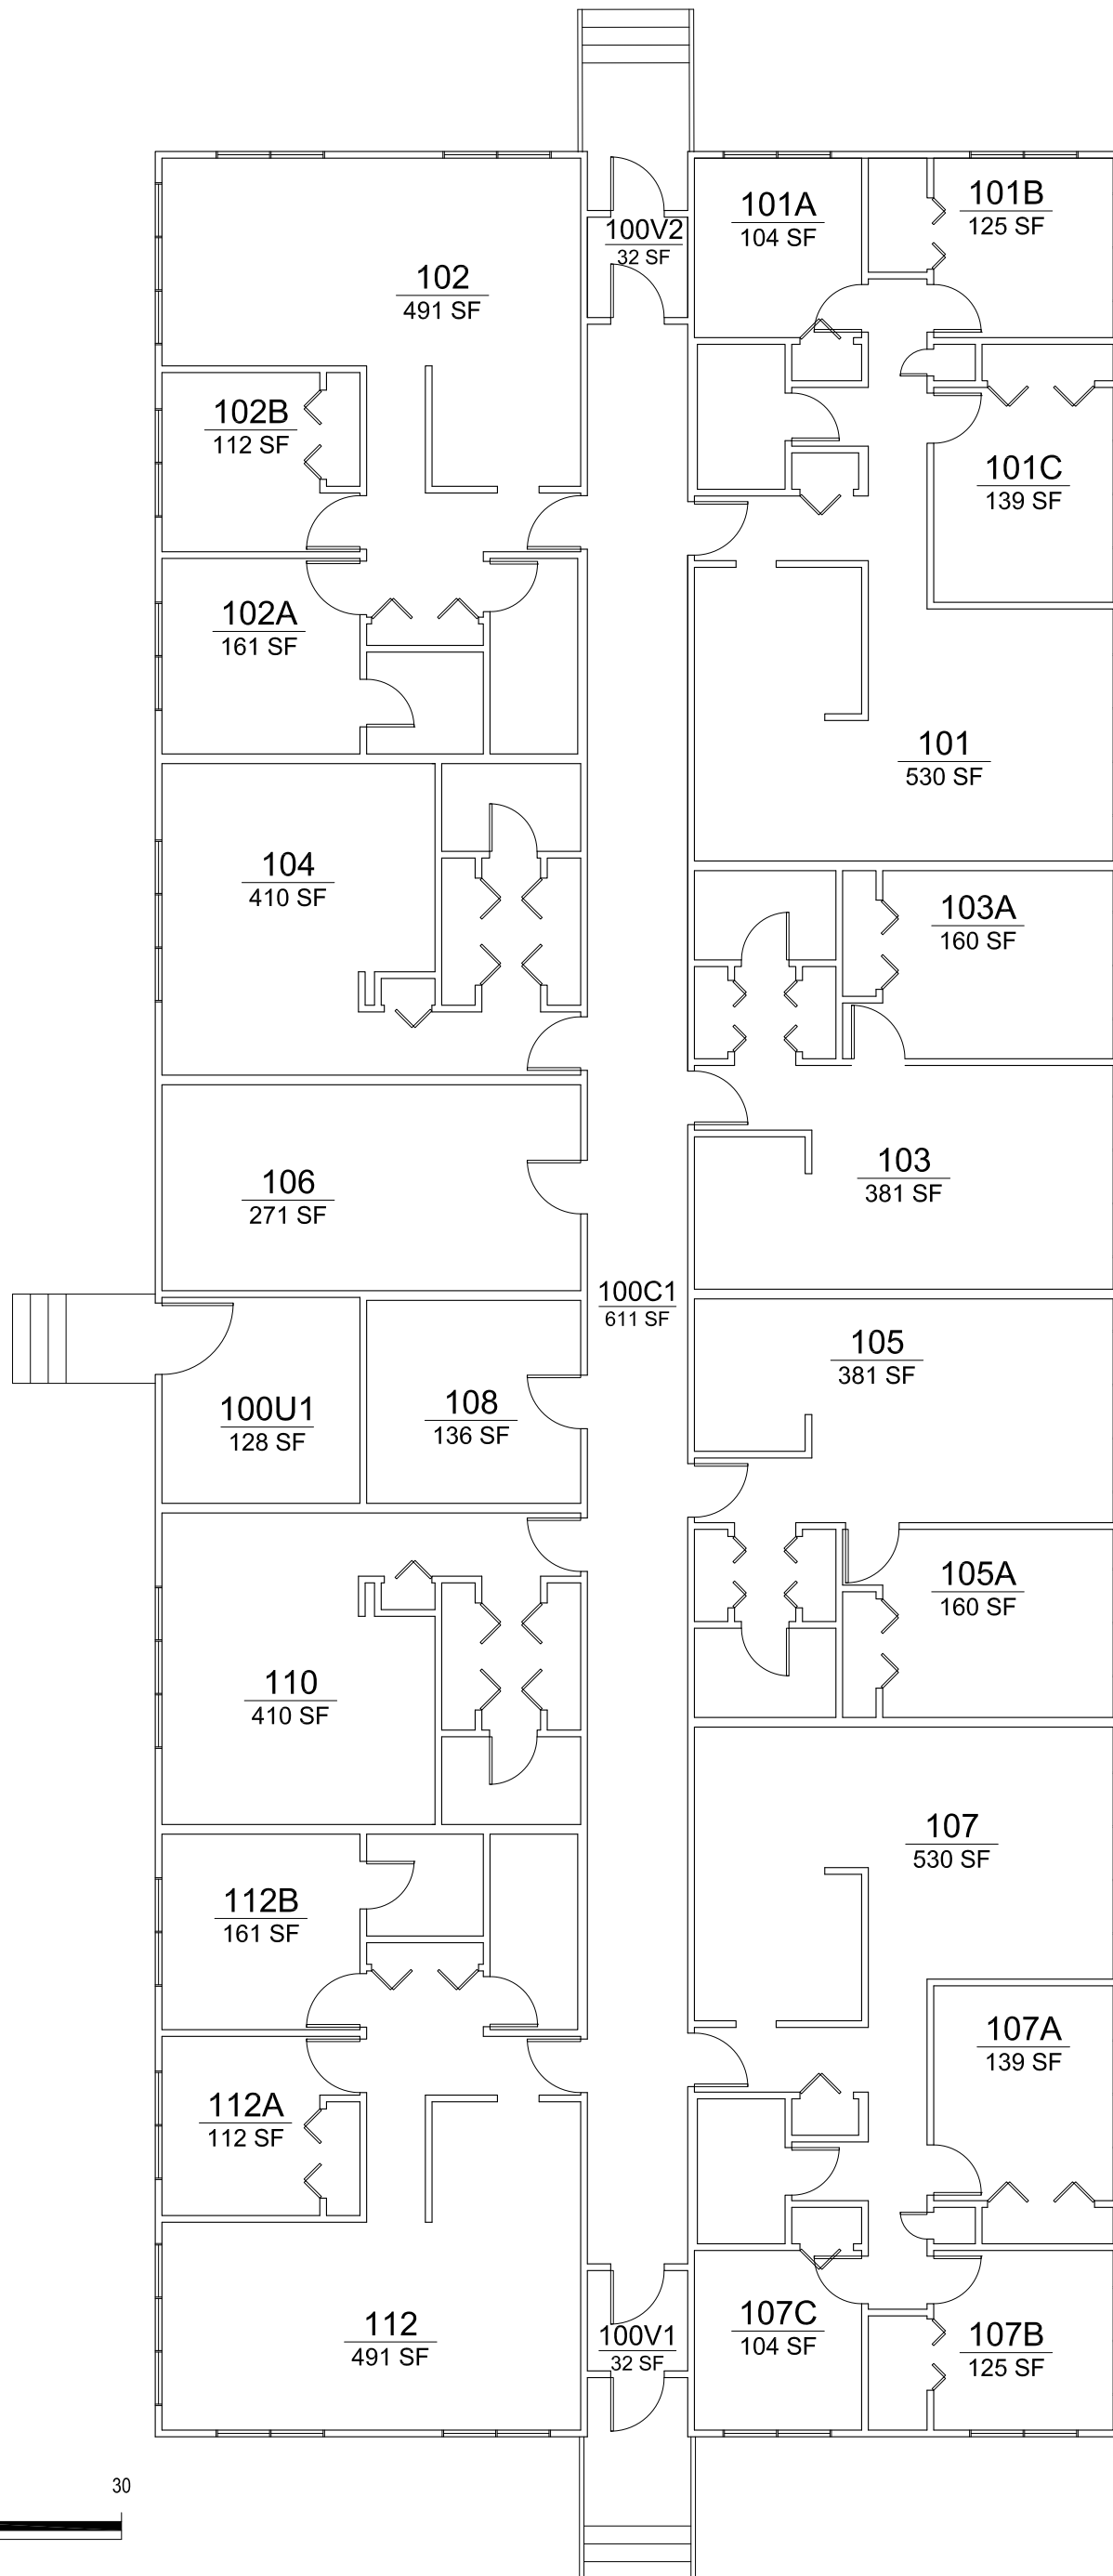 101A
104 SF
101B
125 SF
100V2
32 SF
102
491 SF
102B
112 SF
101C
139 SF
102A
161 SF
101
530 SF
104
410 SF
103A
160 SF
106
271 SF
103
381 SF
100C1
611 SF
105
381 SF
100U1
128 SF
108
136 SF
105A
160 SF
110
410 SF
107
530 SF
112B
161 SF
107A
139 SF
112A
112 SF
107C
104 SF
112
491 SF
100V1
32 SF
107B
125 SF
30